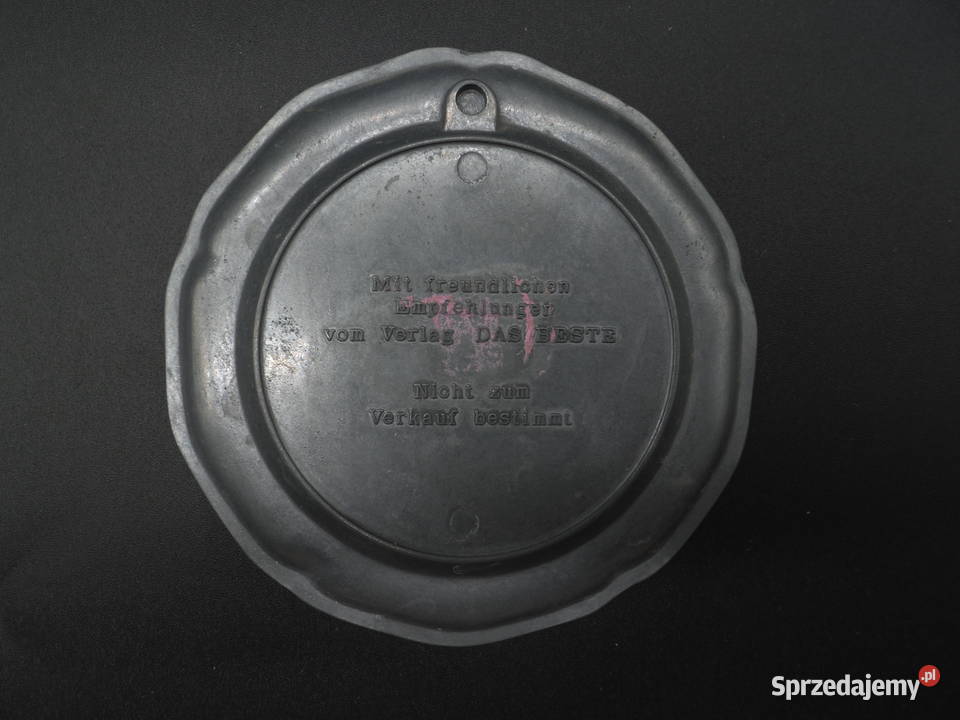 Mit freundlichen
Empfehlungen
vom Verlag DAS BESTE
Nicht zum
Verkauf bestimmt
Sprzedajemy.pl